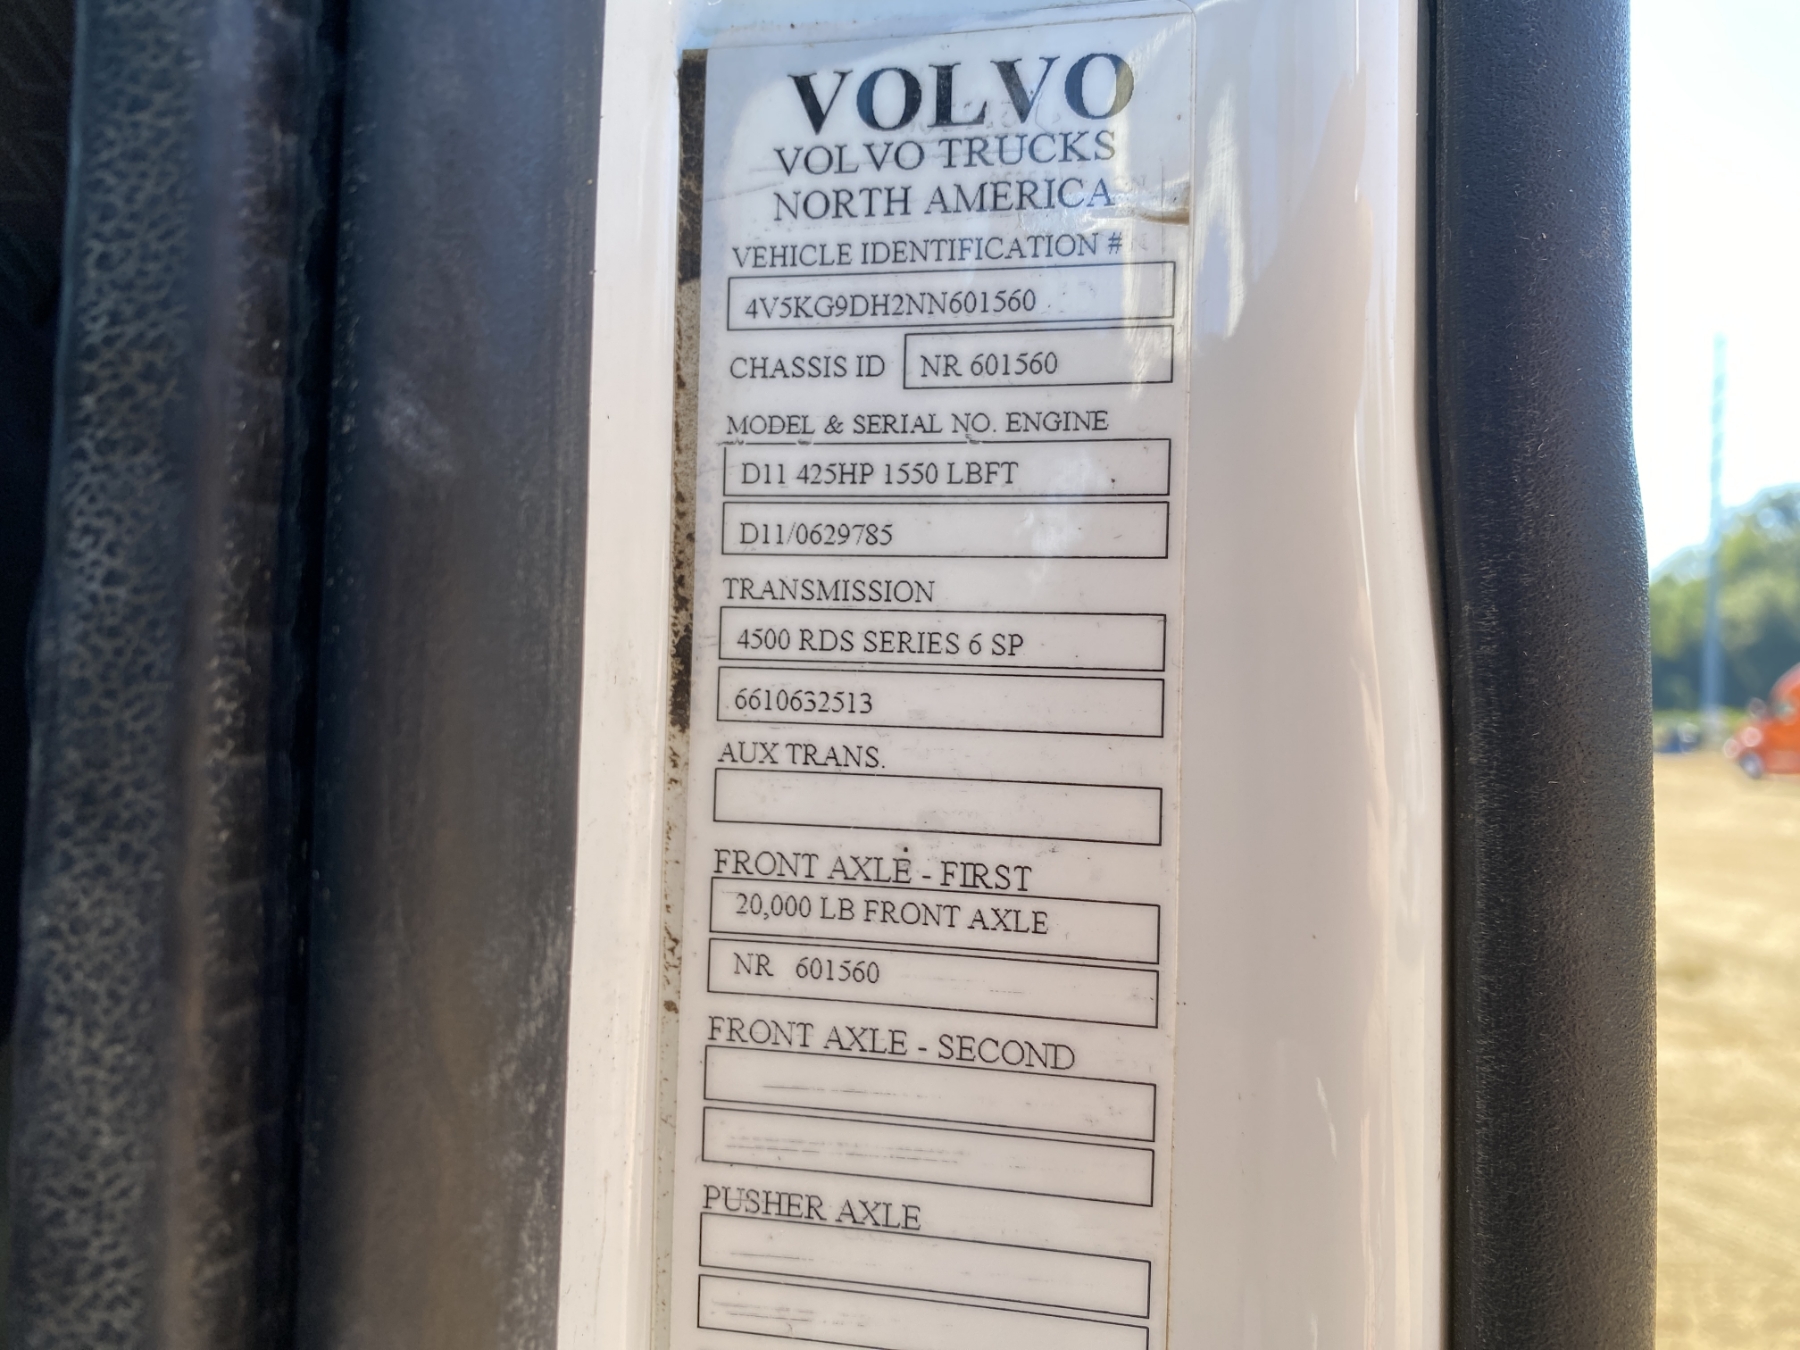 VOLVO
VOLVO TRUCKS
NORTH AMERICA
VEHICLE IDENTIFICATION #
4V5KG9DH2NN601560
CHASSIS ID NR 601560
MODEL & SERIAL NO. ENGINE
D11 425HP 1550 LBFT
D11/0629785
TRANSMISSION
4500 RDS SERIES 6 SP
6610632513
AUX TRANS.
FRONT AXLE - FIRST
20,000 LB FRONT AXLE
NR 601560
FRONT AXLE - SECOND
PUSHER AXLE